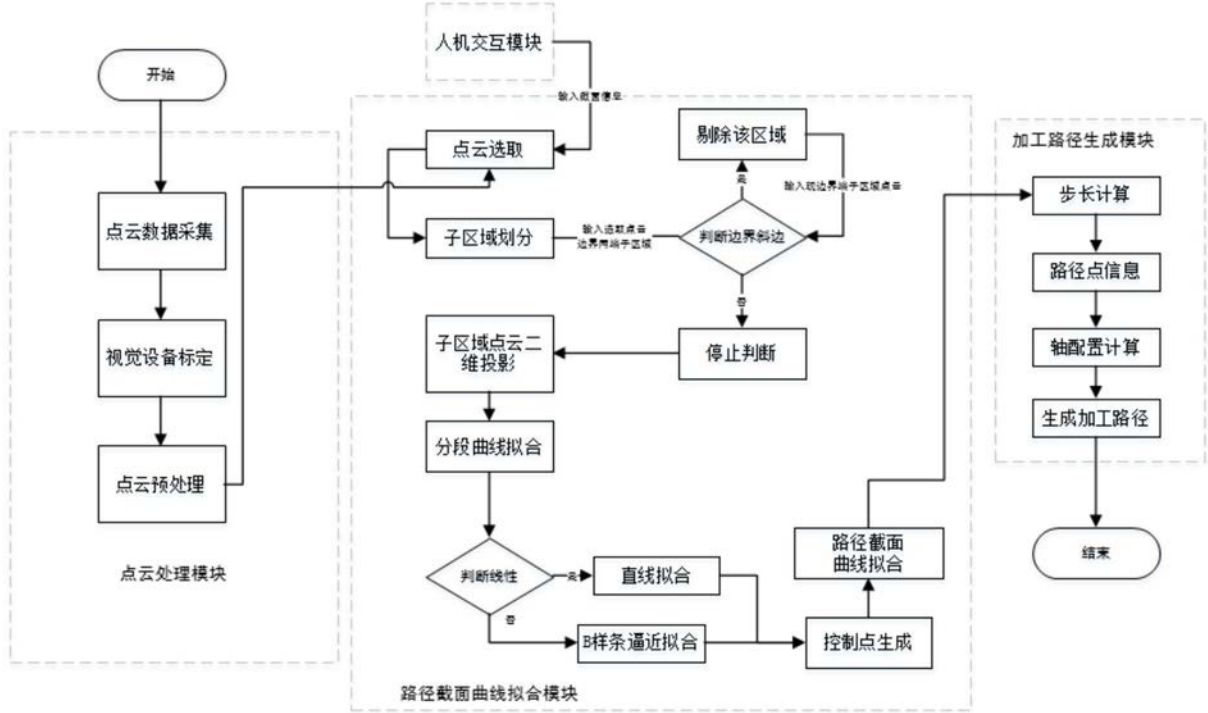 开始
点云数据采集
视觉设备标定
点云预处理
点云处理模块
人机交互模块
输入截面信息
点云选取
子区域划分
输入选取点云
边界两端子区域
剔除该区域
是
输入现边界端子区域点云
判断边界斜边
否
停止判断
子区域点云二
维投影
分段曲线拟合
判断线性
是
直线拟合
否
B样条逼近拟合
控制点生成
路径截面
曲线拟合
路径截面曲线拟合模块
加工路径生成模块
步长计算
路径点信息
轴配置计算
生成加工路径
结束